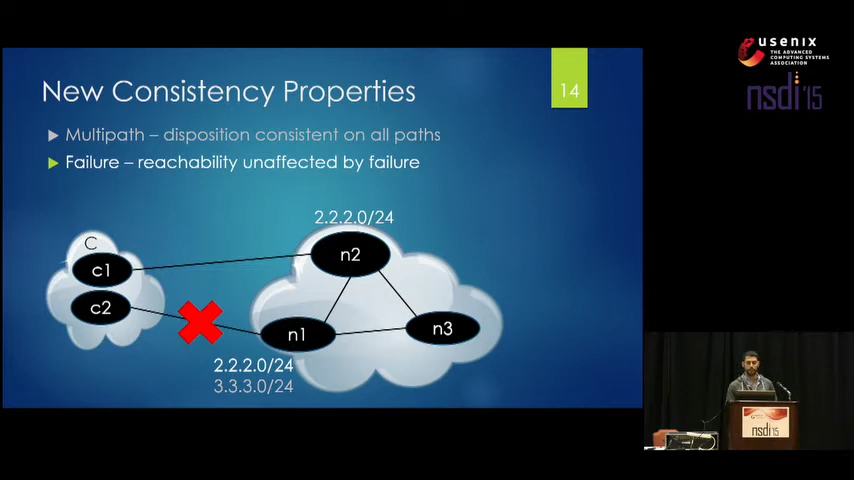 New Consistency Properties
14
Multipath – disposition consistent on all paths
Failure – reachability unaffected by failure
2.2.2.0/24
C
c1
c2
n2
n1
n3
2.2.2.0/24
3.3.3.0/24
usenix
THE ADVANCED
COMPUTING SYSTEMS
ASSOCIATION
nsdi '15
nsdi'15